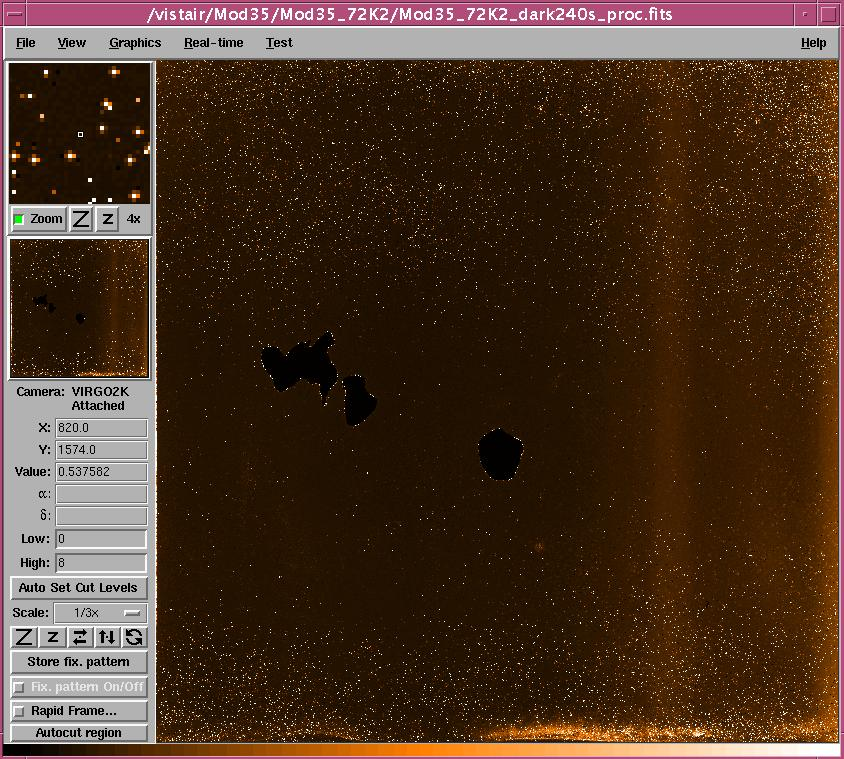 /vistair/Mod35/Mod35_72K2/Mod35_72K2_dark240s_proc.fits
File View Graphics Real-time Test Help
Zoom Z z 4x
Camera: VIRGO2K
Attached
X: 820.0
Y: 1574.0
Value: 0.537582
α:
δ:
Low: 0
High: 8
Auto Set Cut Levels
Scale: 1/3x
Z z
Store fix. pattern
Fix. pattern On/Off
Rapid Frame...
Autocut region